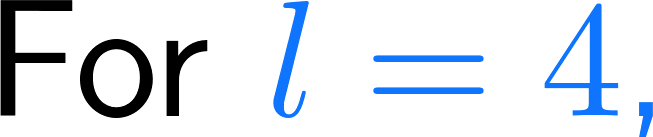 For l = 4,